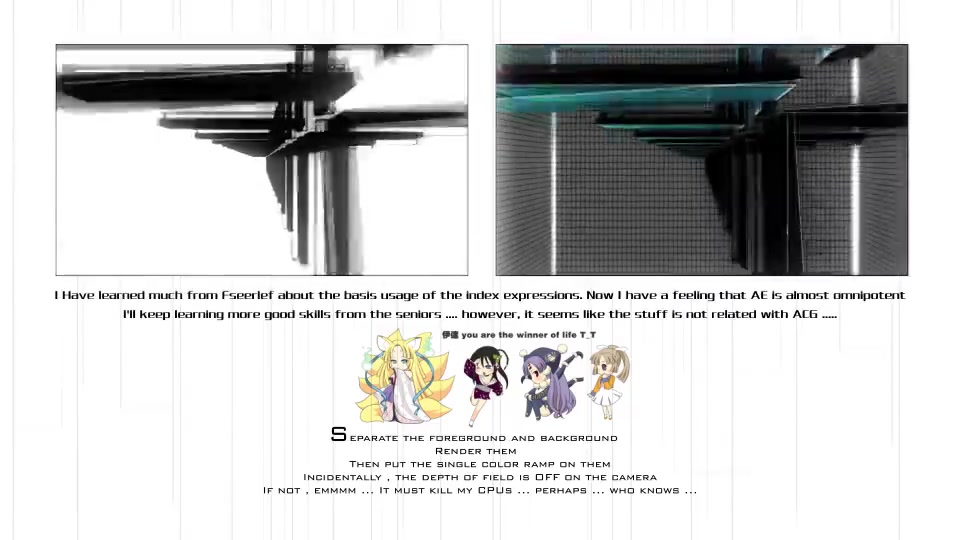 I Have learned much from Fseerlef about the basis usage of the index expressions. Now I have a feeling that AE is almost omnipotent
I'll keep learning more good skills from the seniors .... however, it seems like the stuff is not related with ACG .....
伊達 you are the winner of life T_T
Separate the foreground and background
Render them
Then put the single color ramp on them
Incidentally , the depth of field is OFF on the camera
If not , emmmm ... It must kill my CPUs ... perhaps ... who knows ...